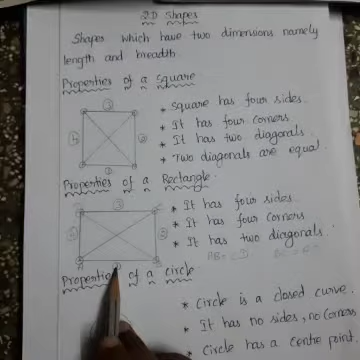 2D Shapes
Shapes which have two dimensions namely
length and breadth.
Properties of a Square
* Square has four sides.
* It has four corners.
* It has two diagonals.
* Two diagonals are equal.
Properties of a Rectangle
* It has four sides.
* It has four corners
* It has two diagonals.
Properties of a circle
* Circle is a closed curve.
* It has no sides, no corners
* Circle has a centre point.